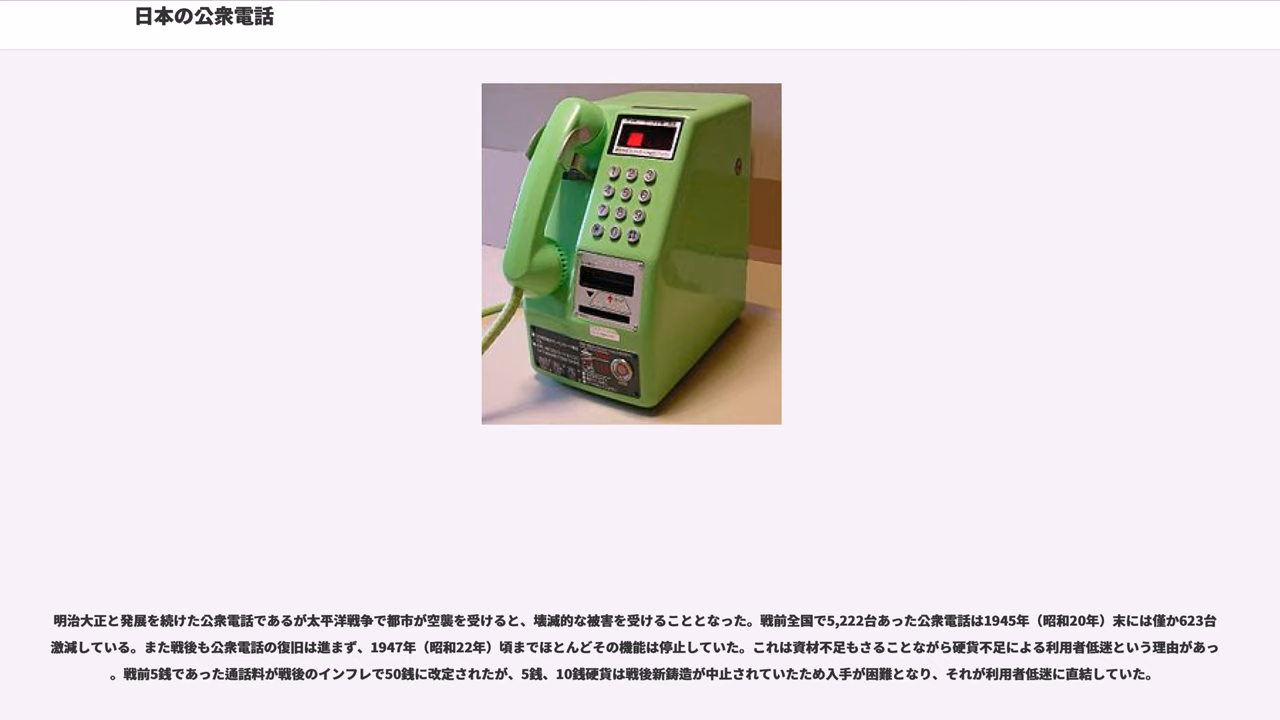 日本の公衆電話
明治大正と発展を続けた公衆電話であるが太平洋戦争で都市が空襲を受けると、壊滅的な被害を受けることとなった。戦前全国で5,222台あった公衆電話は1945年（昭和20年）末には僅か623台
激減している。また戦後も公衆電話の復旧は進まず、1947年（昭和22年）頃までほとんどその機能は停止していた。これは資材不足もさることながら硬貨不足による利用者低迷という理由があっ
。戦前5銭であった通話料が戦後のインフレで50銭に改定されたが、5銭、10銭硬貨は戦後新鋳造が中止されていたため入手が困難となり、それが利用者低迷に直結していた。